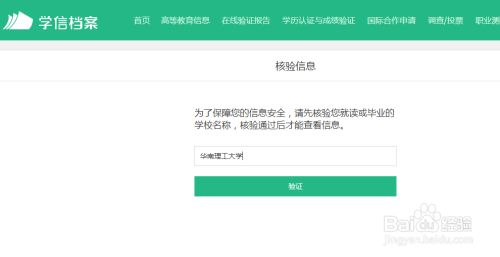 学信档案
首页 高等教育信息 在线验证报告 学历认证与成绩验证 国际合作申请 调查/投票 职业测
核验信息
为了保障您的信息安全，请先核验您就读或毕业的
学校名称，核验通过后才能查看信息。
华南理工大学
验证
Baidu经验
jingyan.baidu.com